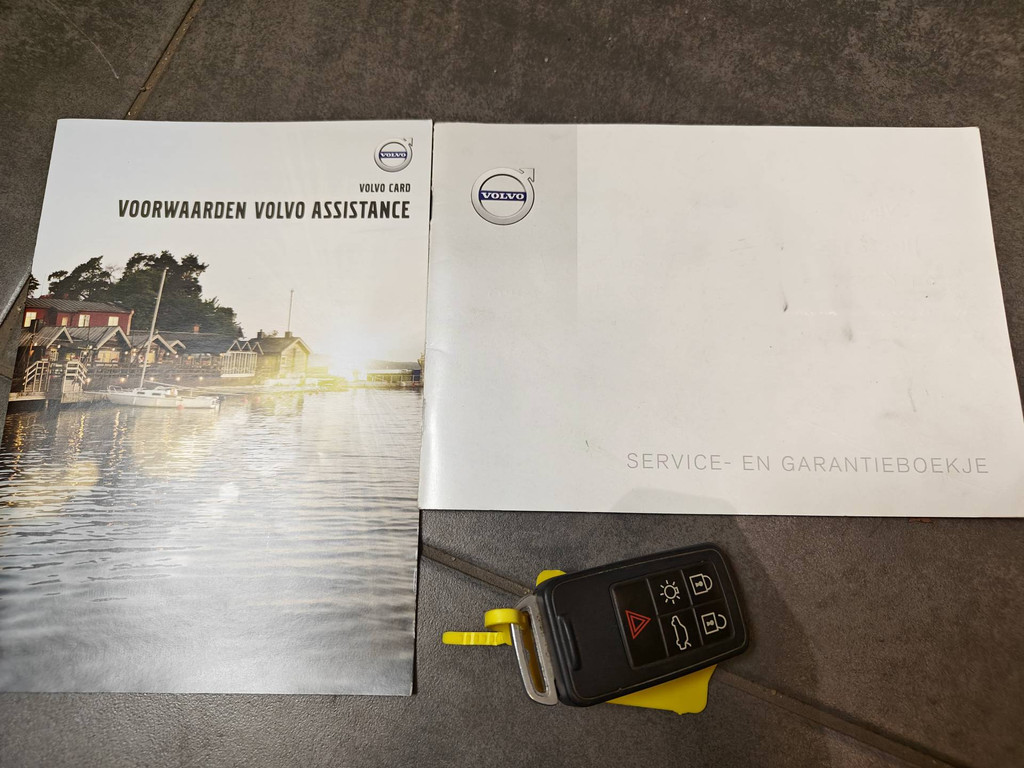 VOLVO
VOLVO CARD
VOORWAARDEN VOLVO ASSISTANCE
VOLVO
SERVICE- EN GARANTIEBOEKJE